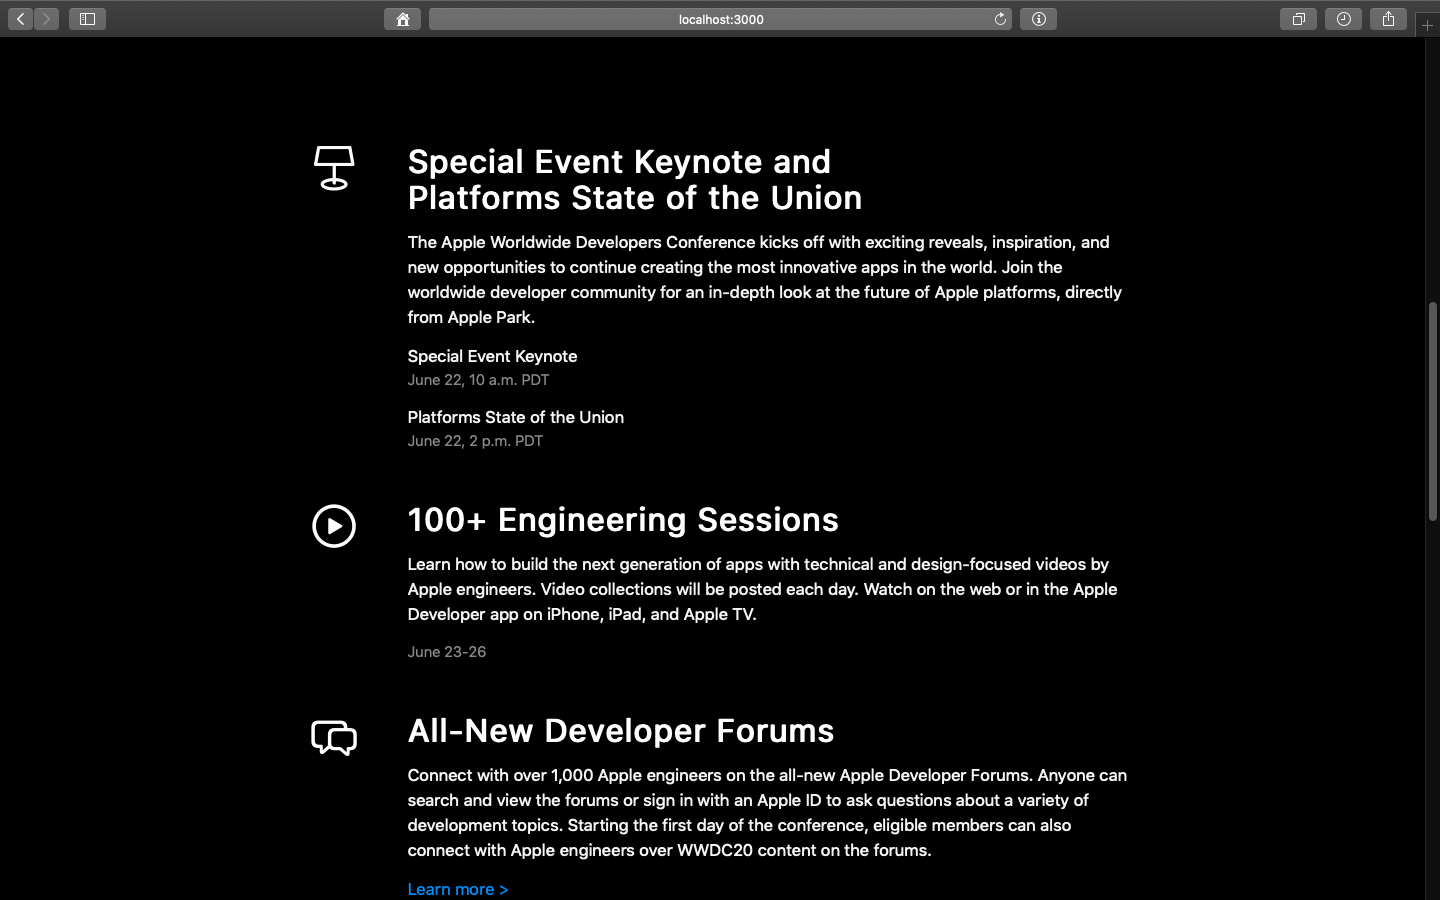 localhost:3000
Special Event Keynote and
Platforms State of the Union
The Apple Worldwide Developers Conference kicks off with exciting reveals, inspiration, and
new opportunities to continue creating the most innovative apps in the world. Join the
worldwide developer community for an in-depth look at the future of Apple platforms, directly
from Apple Park.
Special Event Keynote
June 22, 10 a.m. PDT
Platforms State of the Union
June 22, 2 p.m. PDT
100+ Engineering Sessions
Learn how to build the next generation of apps with technical and design-focused videos by
Apple engineers. Video collections will be posted each day. Watch on the web or in the Apple
Developer app on iPhone, iPad, and Apple TV.
June 23-26
All-New Developer Forums
Connect with over 1,000 Apple engineers on the all-new Apple Developer Forums. Anyone can
search and view the forums or sign in with an Apple ID to ask questions about a variety of
development topics. Starting the first day of the conference, eligible members can also
connect with Apple engineers over WWDC20 content on the forums.
Learn more >